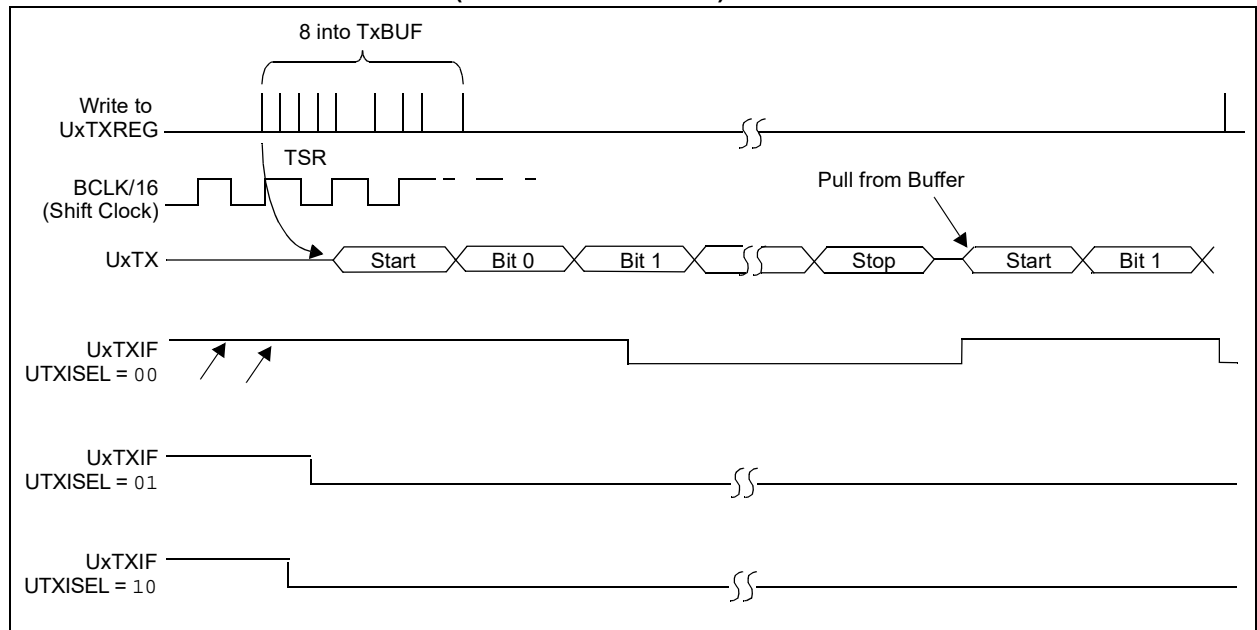 8 into TxBUF
Write to
UxTXREG
TSR
BCLK/16
(Shift Clock)
Pull from Buffer
UxTX
Start
Bit 0
Bit 1
Stop
Start
Bit 1
UxTXIF
UTXISEL = 00
UxTXIF
UTXISEL = 01
UxTXIF
UTXISEL = 10